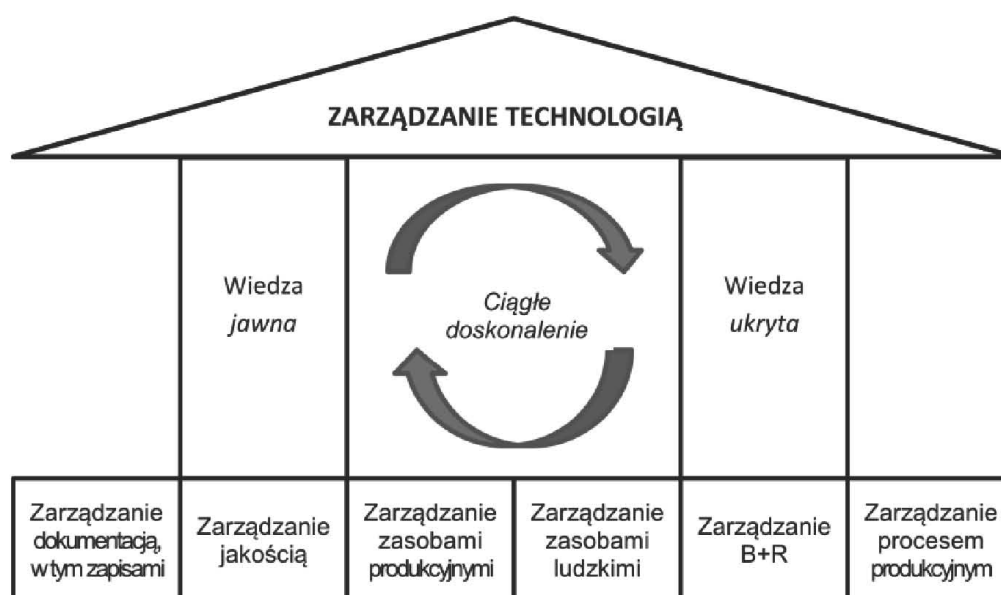 ZARZĄDZANIE TECHNOLOGIĄ
Wiedza
jawna
Ciągłe
doskonalenie
Wiedza
ukryta
Zarządzanie
dokumentacją,
w tym zapisami
Zarządzanie
jakością
Zarządzanie
zasobami
produkcyjnymi
Zarządzanie
zasobami
ludzkimi
Zarządzanie
B+R
Zarządzanie
procesem
produkcyjnym